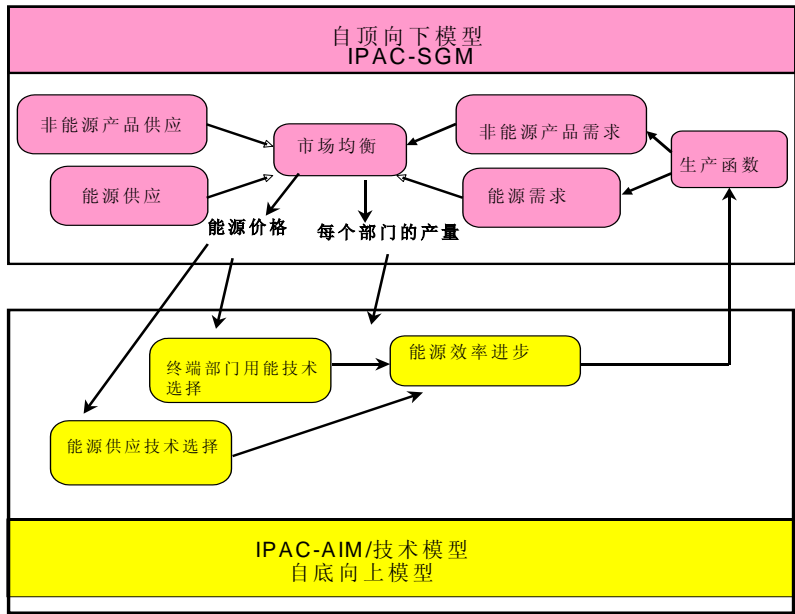 自顶向下模型
IPAC-SGM
非能源产品供应
市场均衡
非能源产品需求
生产函数
能源供应
能源需求
能源价格
每个部门的产量
终端部门用能技术
选择
能源效率进步
能源供应技术选择
IPAC-AIM/技术模型
自底向上模型